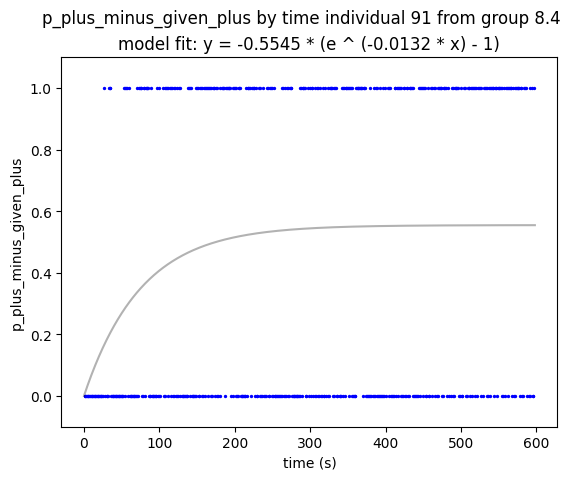 p_plus_minus_given_plus by time individual 91 from group 8.4
model fit: y = -0.5545 * (e ^ (-0.0132 * x) - 1)
p_plus_minus_given_plus
1.0
0.8
0.6
0.4
0.2
0.0
0 100 200 300 400 500 600
time (s)